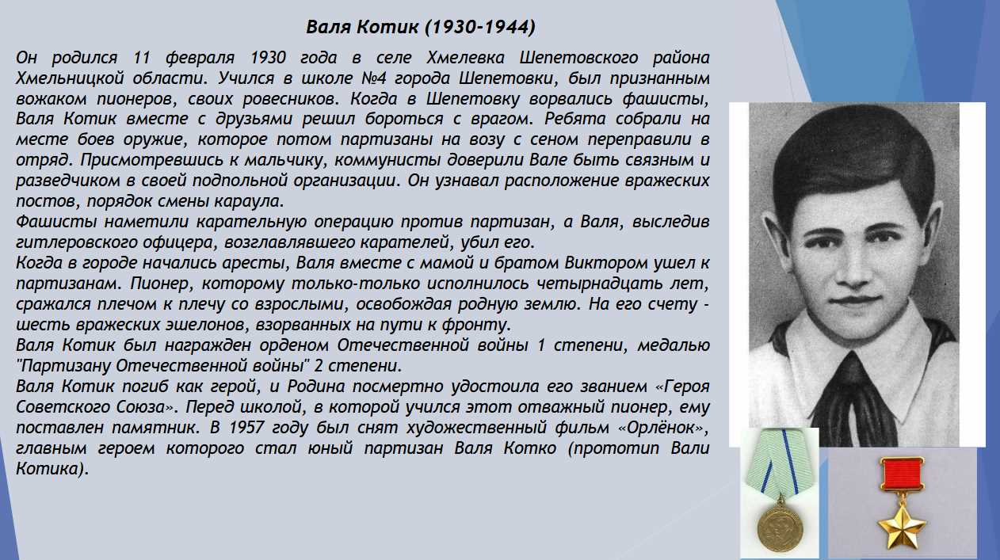 Валя Котик (1930-1944)
Он родился 11 февраля 1930 года в селе Хмелевка Шепетовского района
Хмельницкой области. Учился в школе №4 города Шепетовки, был признанным
вожаком пионеров, своих ровесников. Когда в Шепетовку ворвались фашисты,
Валя Котик вместе с друзьями решил бороться с врагом. Ребята собрали на
месте боев оружие, которое потом партизаны на возу с сеном переправили в
отряд. Присмотревшись к мальчику, коммунисты доверили Вале быть связным и
разведчиком в своей подпольной организации. Он узнавал расположение вражеских
постов, порядок смены караула.
Фашисты наметили карательную операцию против партизан, а Валя, выследив
гитлеровского офицера, возглавлявшего карателей, убил его.
Когда в городе начались аресты, Валя вместе с мамой и братом Виктором ушел к
партизанам. Пионер, которому только-только исполнилось четырнадцать лет,
сражался плечом к плечу со взрослыми, освобождая родную землю. На его счету -
шесть вражеских эшелонов, взорванных на пути к фронту.
Валя Котик был награжден орденом Отечественной войны 1 степени, медалью
"Партизану Отечественной войны" 2 степени.
Валя Котик погиб как герой, и Родина посмертно удостоила его званием «Героя
Советского Союза». Перед школой, в которой учился этот отважный пионер, ему
поставлен памятник. В 1957 году был снят художественный фильм «Орлёнок»,
главным героем которого стал юный партизан Валя Котко (прототип Вали
Котика).